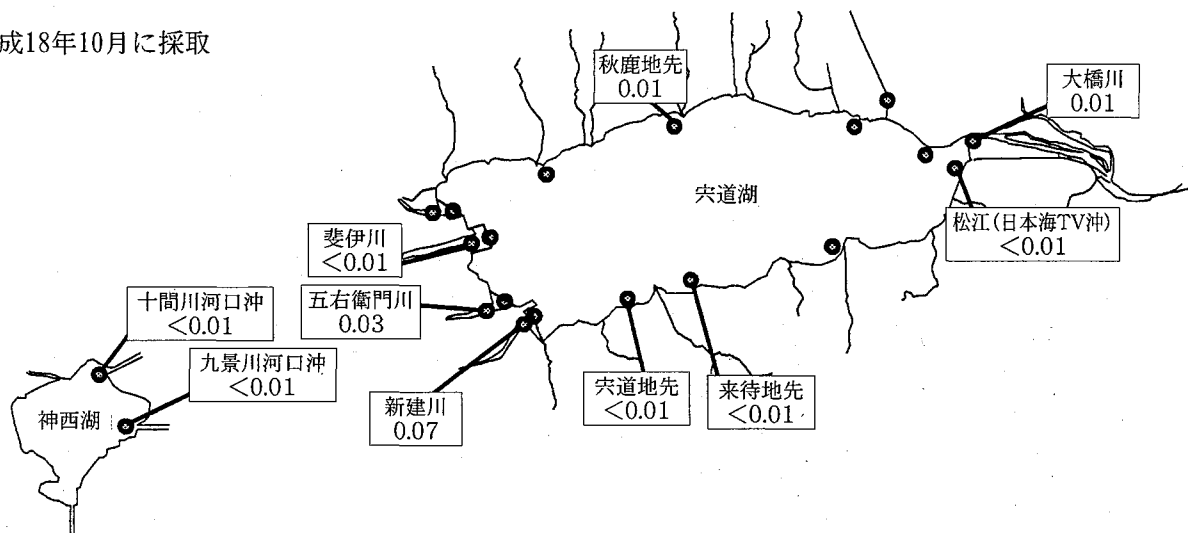 成18年10月に採取
秋鹿地先
0.01
大橋川
0.01
宍道湖
松江(日本海TV沖)
<0.01
斐伊川
<0.01
五右衛門川
0.03
十間川河口沖
<0.01
九景川河口沖
<0.01
神西湖
新建川
0.07
宍道地先
<0.01
来待地先
<0.01